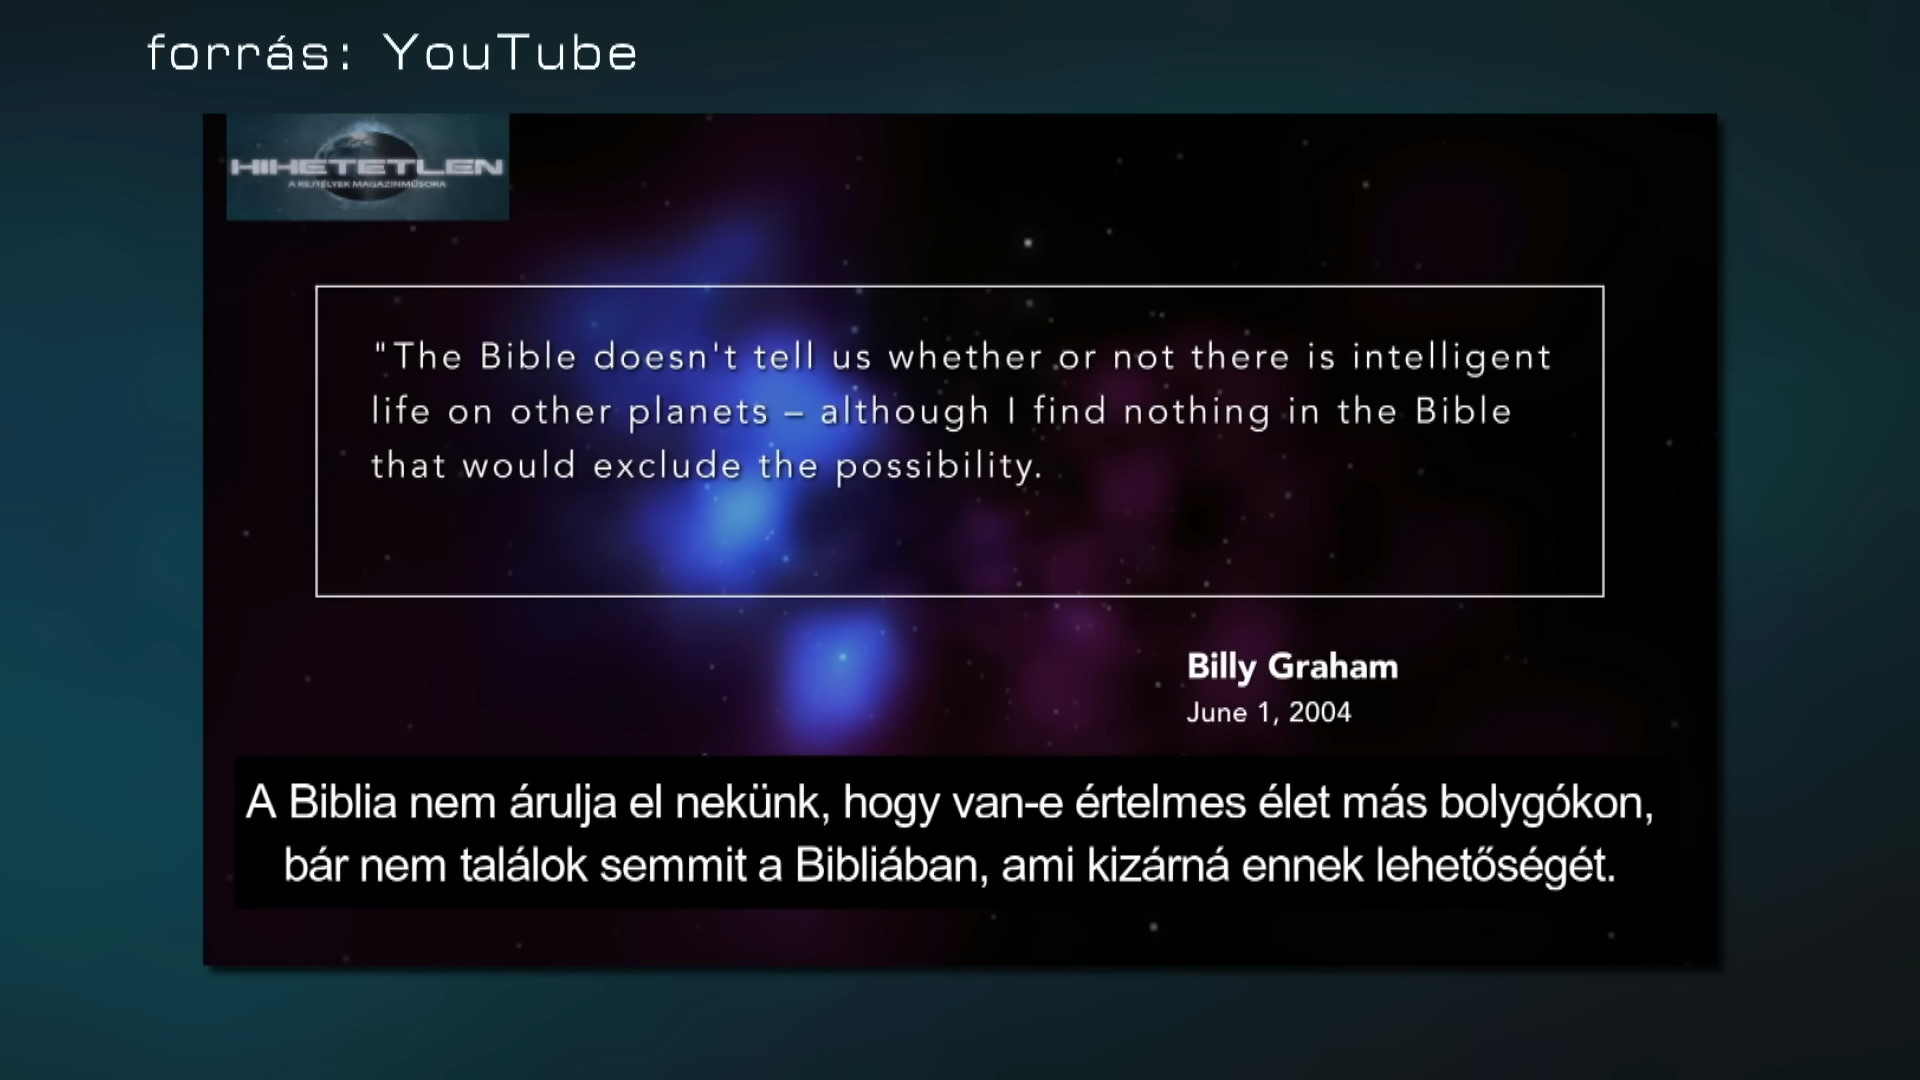 forrás: YouTube
HIHETETLEN
A REJTÉLYEK MAGAZINMŰSORA
"The Bible doesn't tell us whether or not there is intelligent
life on other planets – although I find nothing in the Bible
that would exclude the possibility.
Billy Graham
June 1, 2004
A Biblia nem árulja el nekünk, hogy van-e értelmes élet más bolygókon,
bár nem találok semmit a Bibliában, ami kizárná ennek lehetőségét.